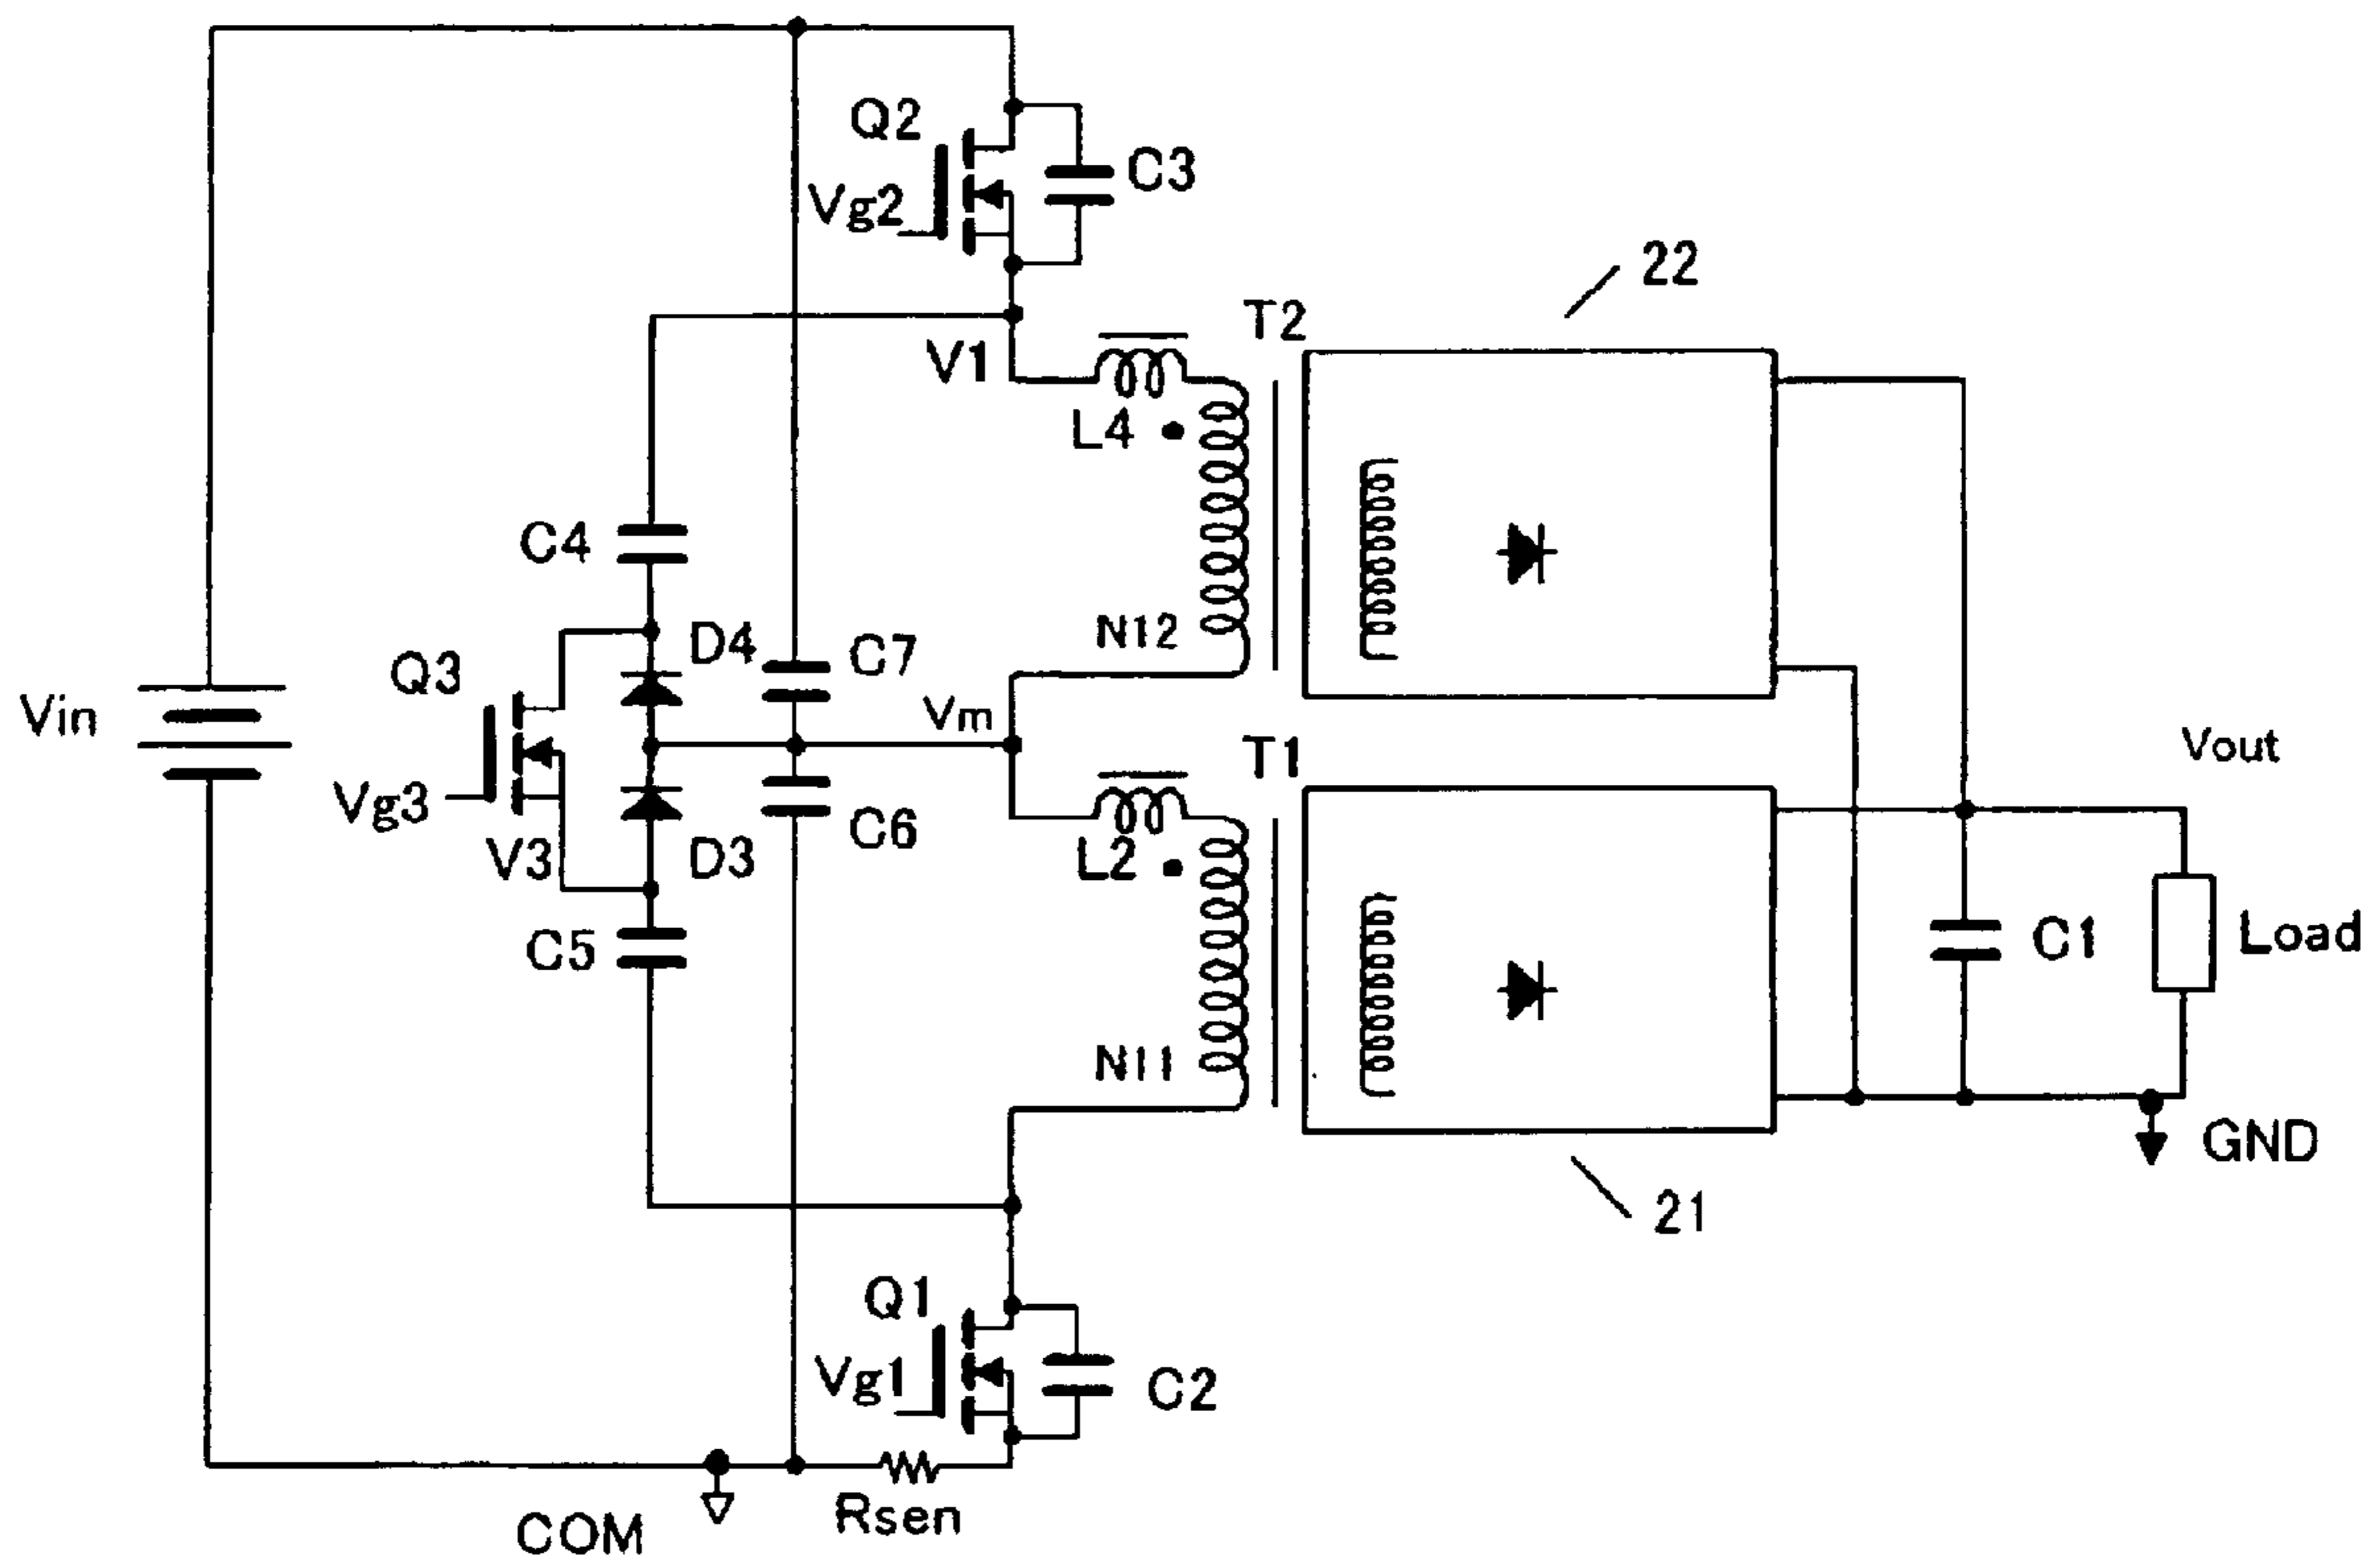 Q2
C3
Vg2
22
T2
V1
L4
C4
N12
D4
C7
Q3
Vin
Vm
Vout
T1
Vg3
C6
V3
D3
L2
C5
C1
Load
N11
GND
21
Q1
Vg1
C2
Rsen
COM